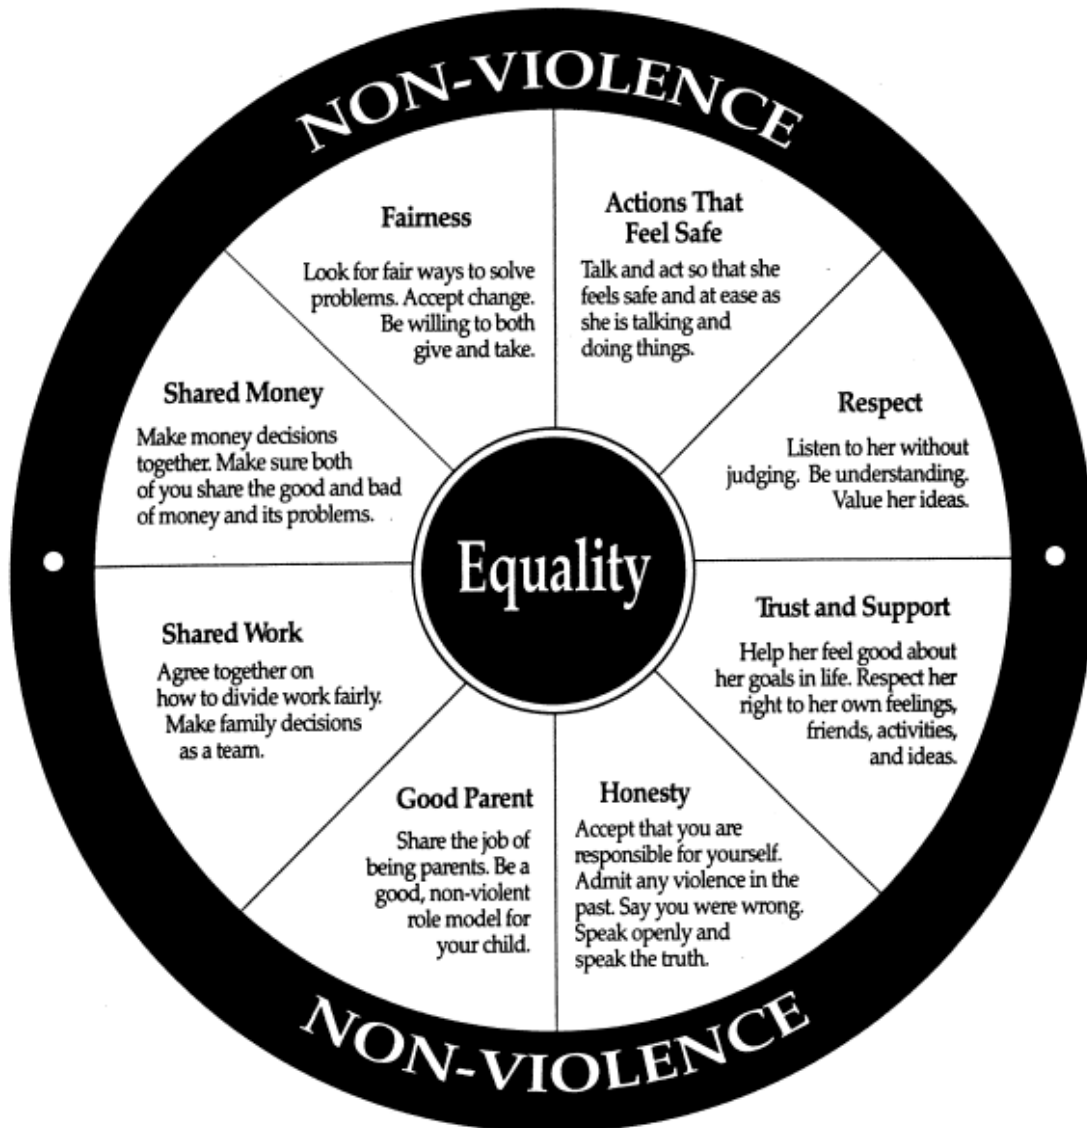 NON-VIOLENCE
Fairness
Look for fair ways to solve
problems. Accept change.
Be willing to both
give and take.
Actions That
Feel Safe
Talk and act so that she
feels safe and at ease as
she is talking and
doing things.
Shared Money
Make money decisions
together. Make sure both
of you share the good and bad
of money and its problems.
Respect
Listen to her without
judging. Be understanding.
Value her ideas.
Equality
Shared Work
Agree together on
how to divide work fairly.
Make family decisions
as a team.
Trust and Support
Help her feel good about
her goals in life. Respect her
right to her own feelings,
friends, activities,
and ideas.
Good Parent
Share the job of
being parents. Be a
good, non-violent
role model for
your child.
Honesty
Accept that you are
responsible for yourself.
Admit any violence in the
past. Say you were wrong.
Speak openly and
speak the truth.
NON-VIOLENCE